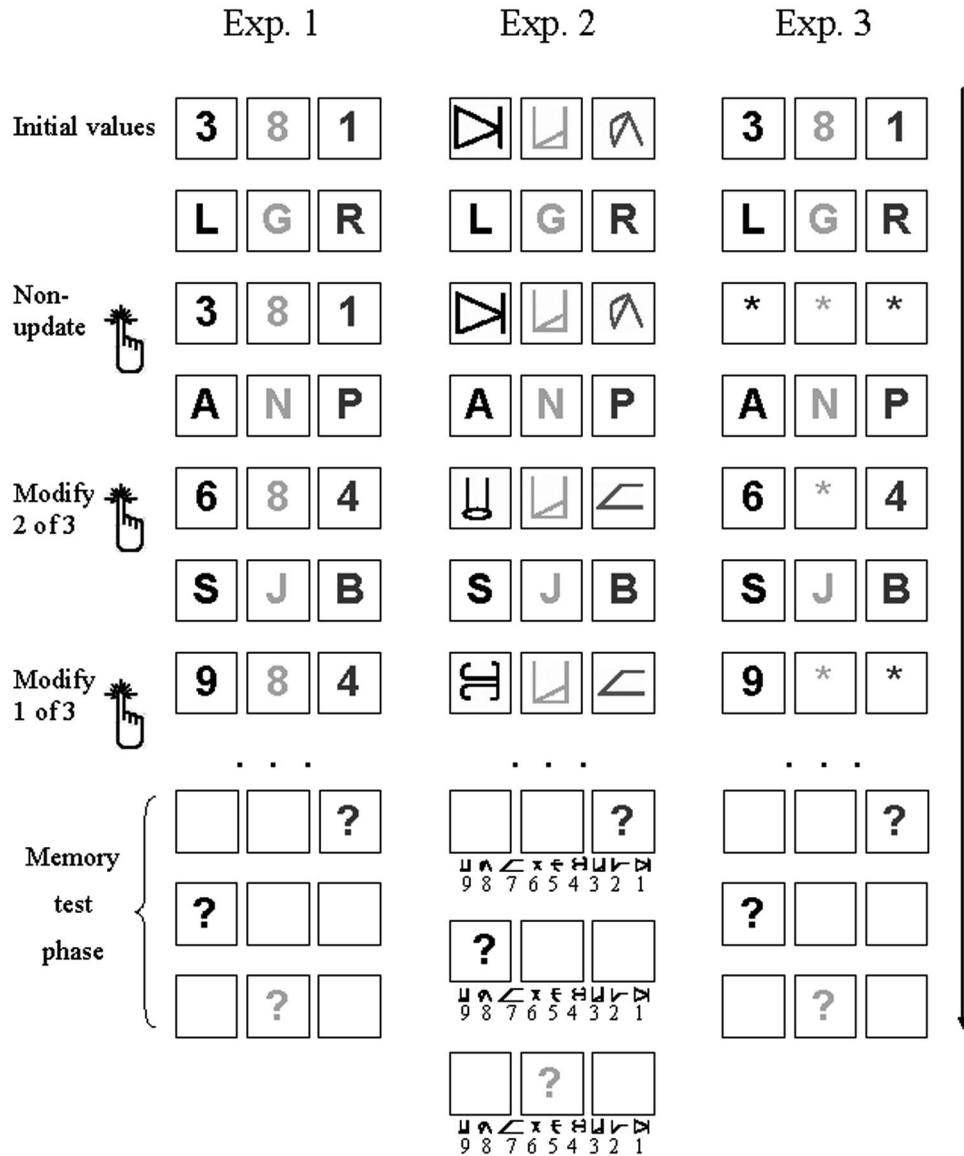 Exp. 1 Exp. 2 Exp. 3
Initial values 3 8 1 3 8 1
L G R L G R L G R
Non-
update 3 8 1 * * *
A N P A N P A N P
Modify
2 of 3 6 8 4 6 * 4
S J B S J B S J B
Modify
1 of 3 9 8 4 9 * *
. . . . . . . . .
? ? ?
9 8 7 6 5 4 3 2 1
Memory
test
phase
? ? ?
9 8 7 6 5 4 3 2 1
? ? ?
9 8 7 6 5 4 3 2 1